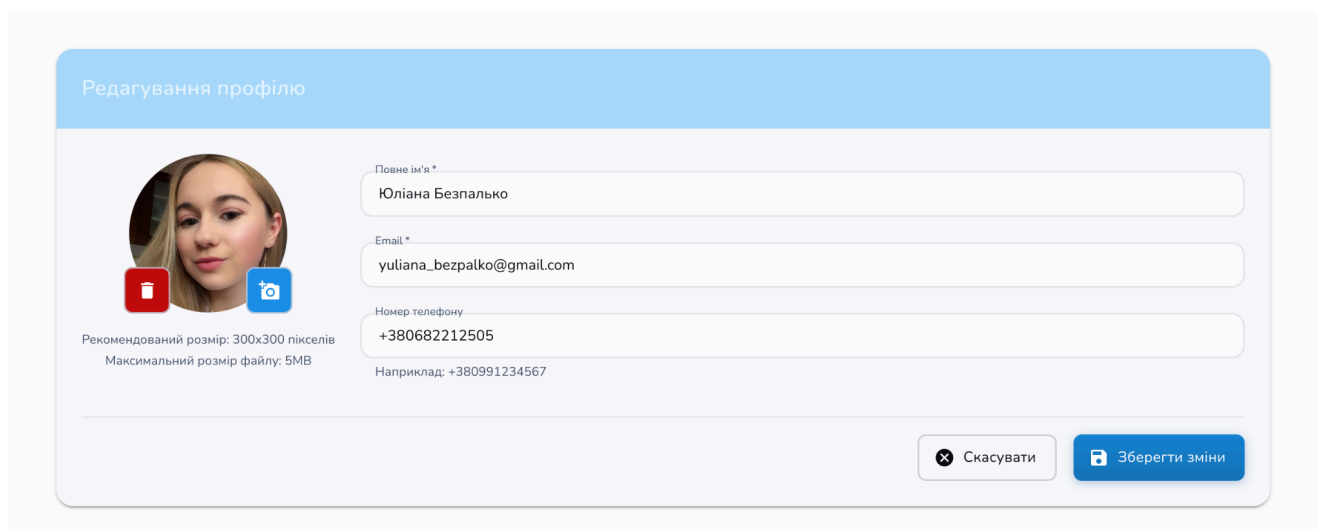 Редагування профілю
Повне ім'я *
Юліана Безпалько
Email *
yuliana_bezpalko@gmail.com
Номер телефону
+380682212505
Наприклад: +380991234567
Рекомендований розмір: 300x300 пікселів
Максимальний розмір файлу: 5MB
Скасувати
Зберегти зміни